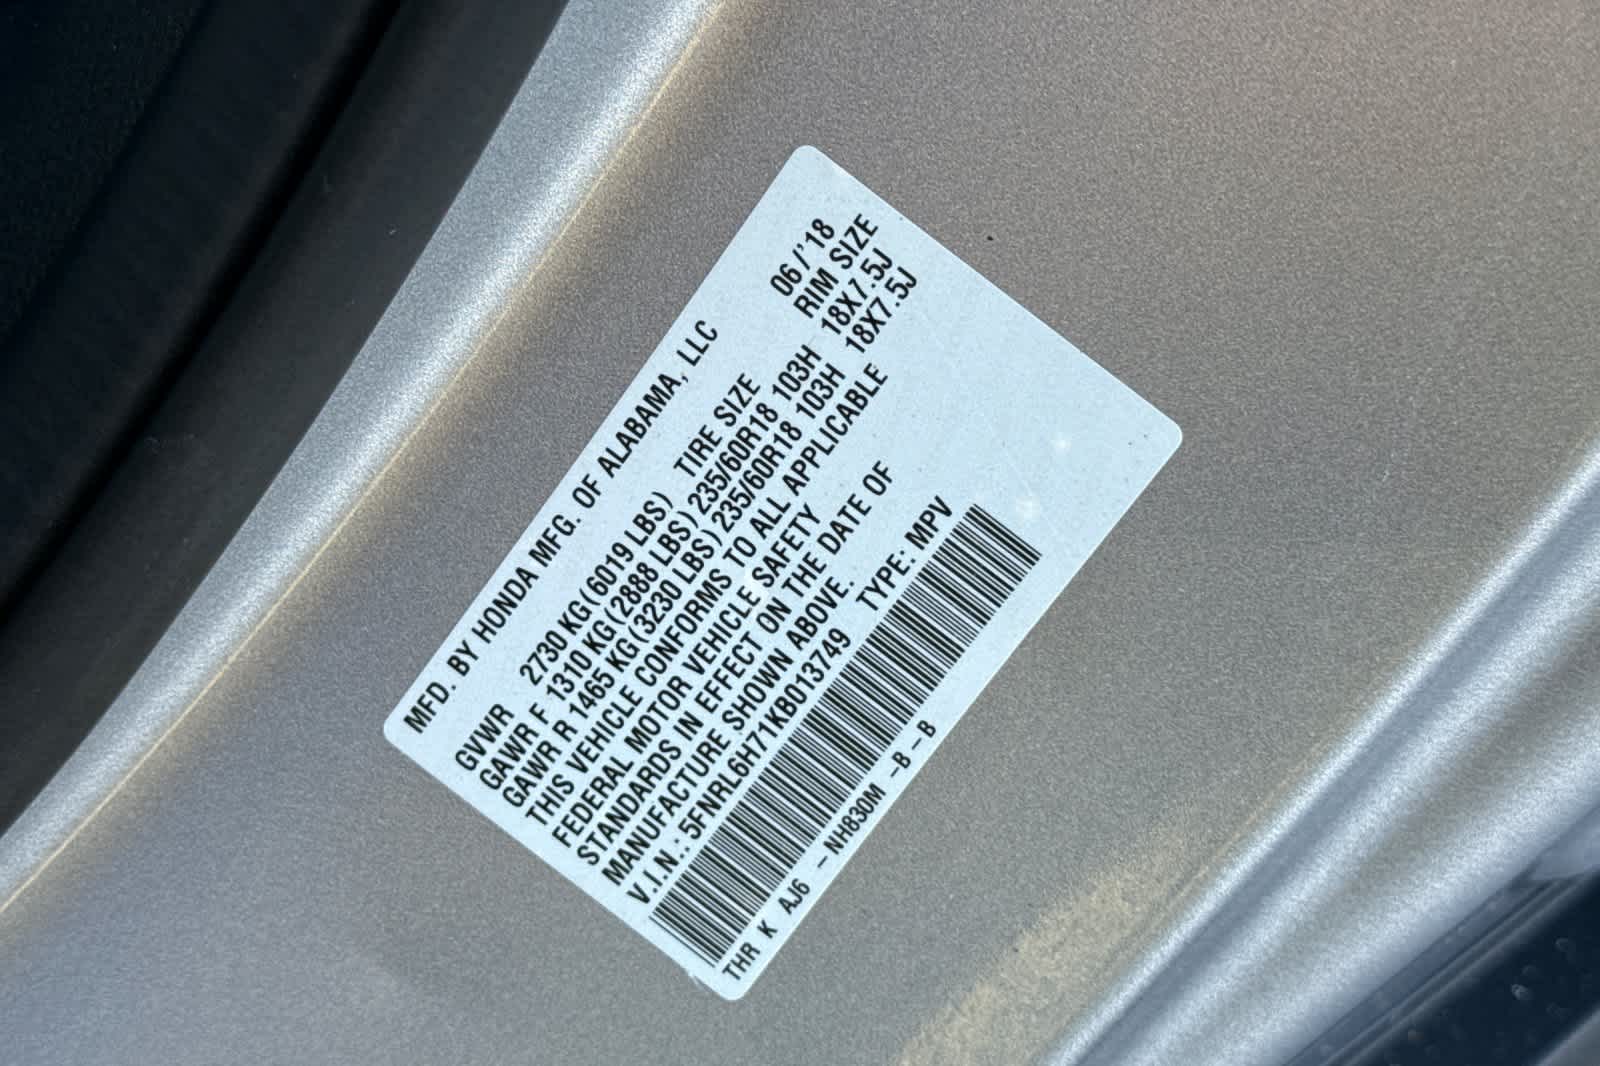 MFD. BY HONDA MFG. OF ALABAMA, LLC 06/'18
GVWR 2730 KG(6019 LBS) TIRE SIZE RIM SIZE
GAWR F 1310 KG(2888 LBS) 235/60R18 103H 18X7.5J
GAWR R 1465 KG(3230 LBS) 235/60R18 103H 18X7.5J
THIS VEHICLE CONFORMS TO ALL APPLICABLE
FEDERAL MOTOR VEHICLE SAFETY
STANDARDS IN EFFECT ON THE DATE OF
MANUFACTURE SHOWN ABOVE.
V.I.N.:5FNRL6H71KB013749 TYPE: MPV
THR K AJ6 -NH830M -B-B